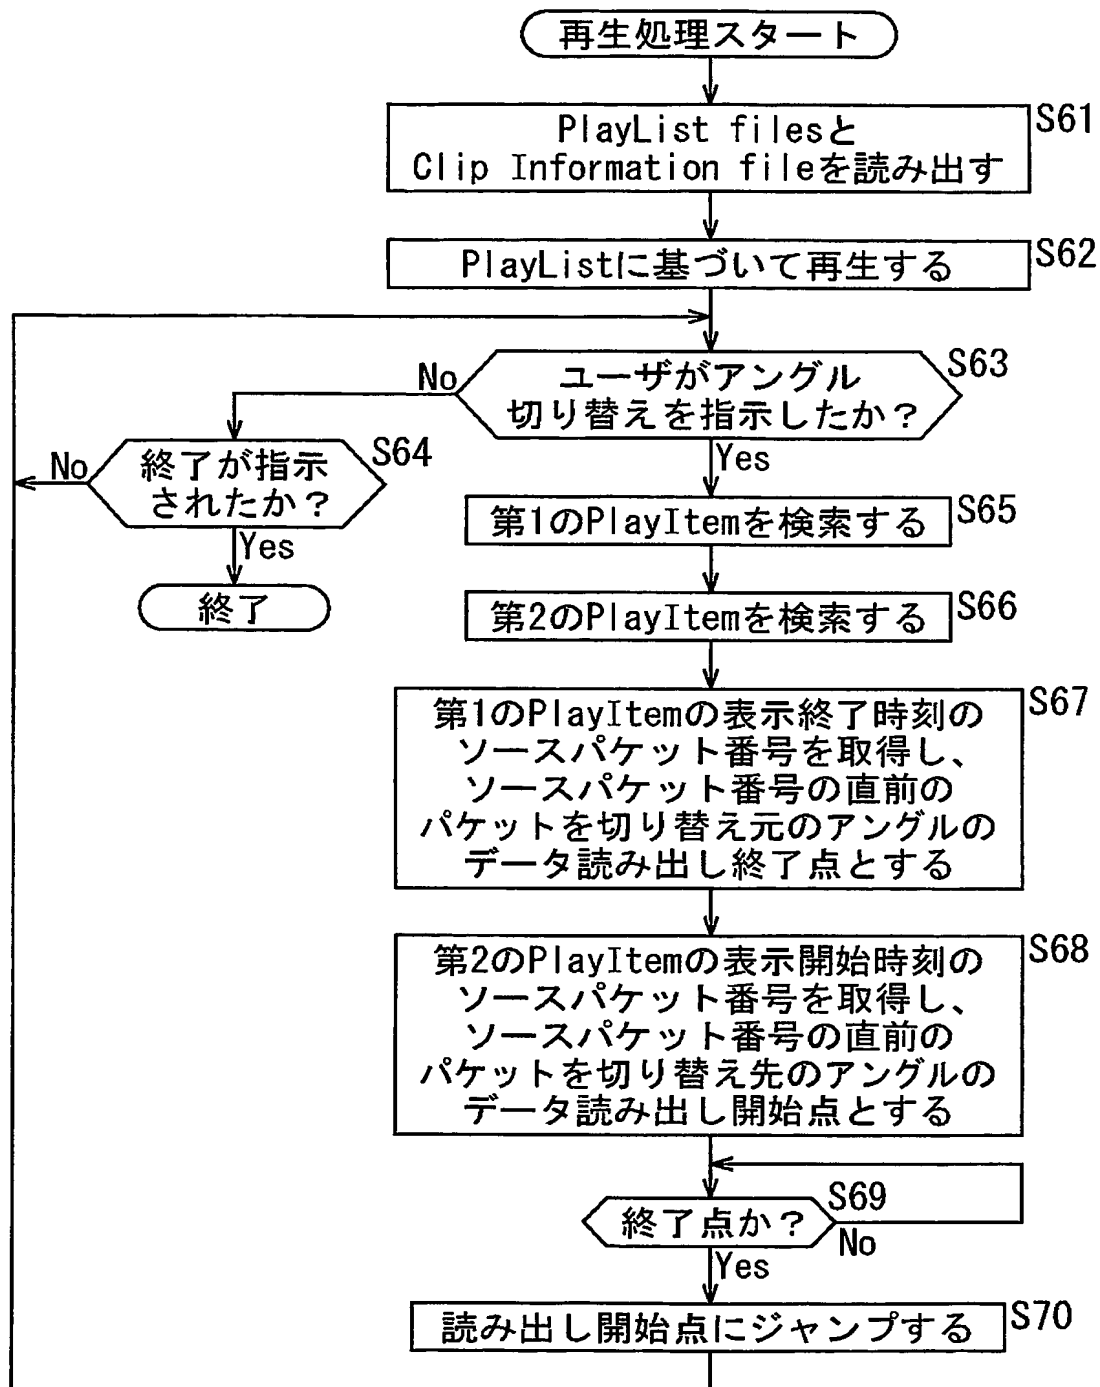 再生処理スタート
PlayList filesと
Clip Information fileを読み出す
S61
PlayListに基づいて再生する
S62
ユーザがアングル
切り替えを指示したか?
S63
No
Yes
終了が指示
されたか?
S64
No
Yes
終了
第1のPlayItemを検索する
S65
第2のPlayItemを検索する
S66
第1のPlayItemの表示終了時刻の
ソースパケット番号を取得し、
ソースパケット番号の直前の
パケットを切り替え元のアングルの
データ読み出し終了点とする
S67
第2のPlayItemの表示開始時刻の
ソースパケット番号を取得し、
ソースパケット番号の直前の
パケットを切り替え先のアングルの
データ読み出し開始点とする
S68
終了点か?
S69
No
Yes
読み出し開始点にジャンプする
S70